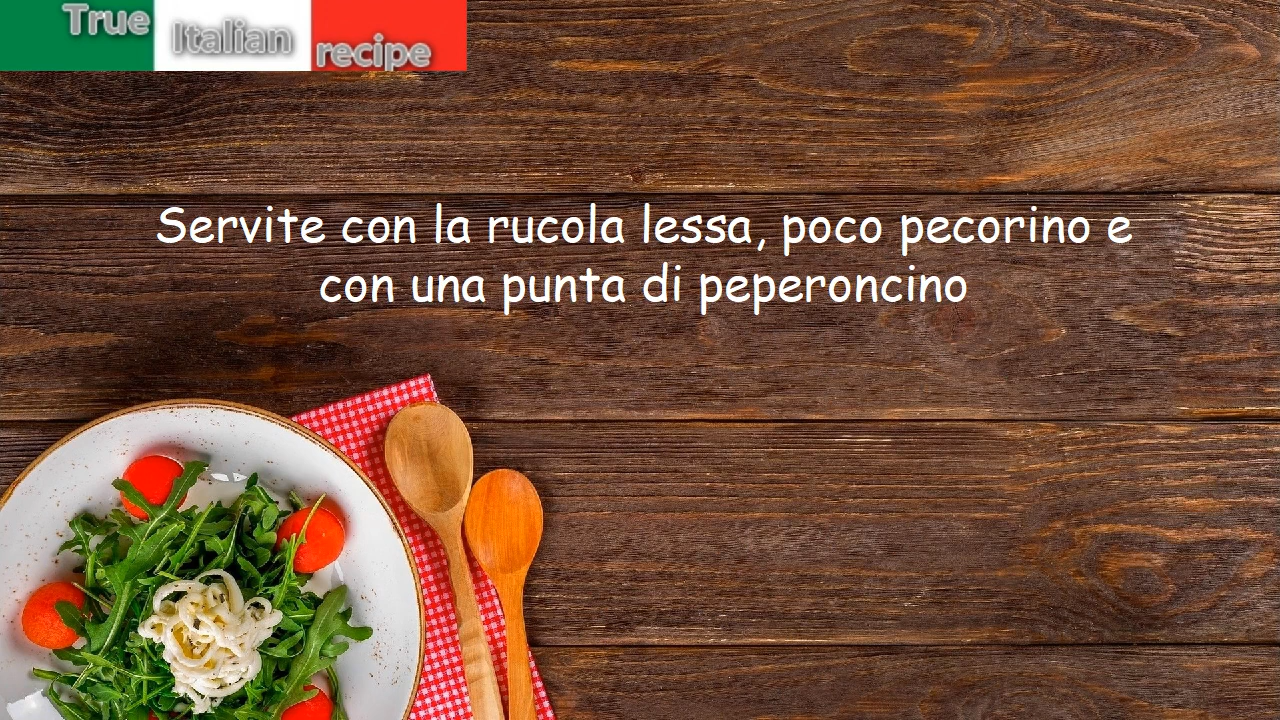 True
Italian
recipe
Servite con la rucola lessa, poco pecorino e
con una punta di peperoncino